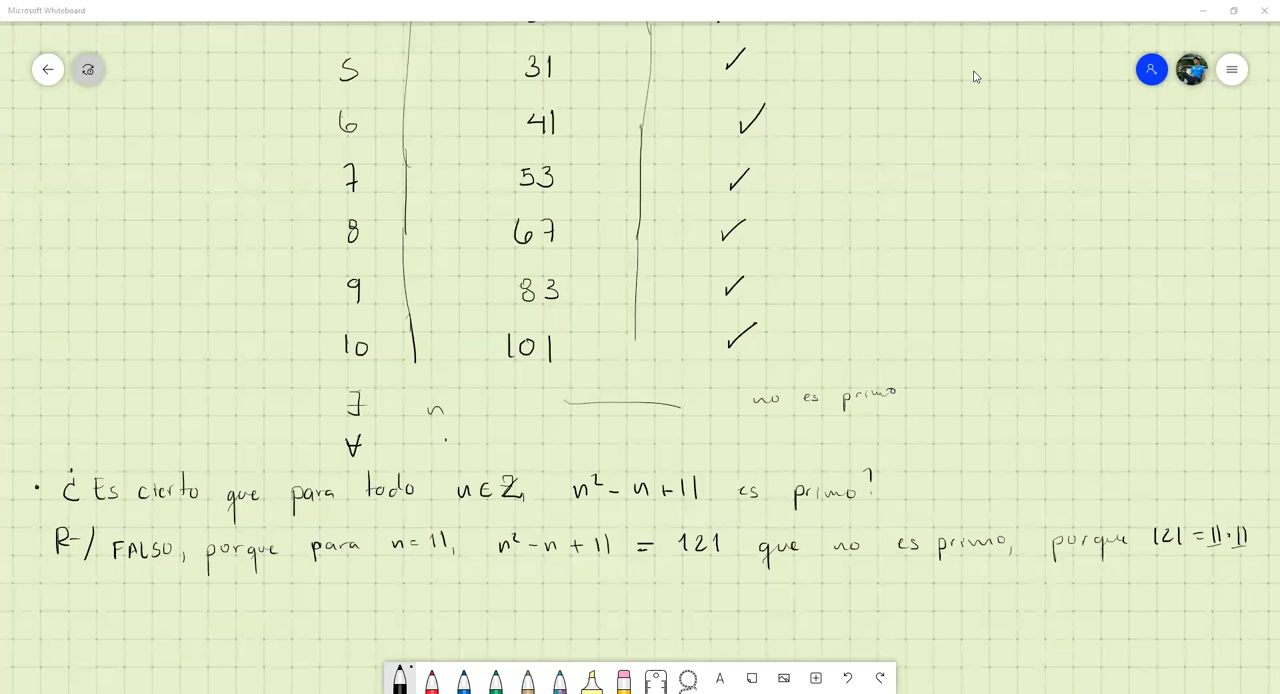 Microsoft Whiteboard
5 31 ✓
6 41 ✓
7 53 ✓
8 67 ✓
9 83 ✓
10 101 ✓
∃ n no es primo
∀
• ¿Es cierto que para todo n∈ℤ, n² - n + 11 es primo?
R-/ FALSO, porque para n=11, n² - n + 11 = 121 que no es primo, porque 121 = 11·11
A